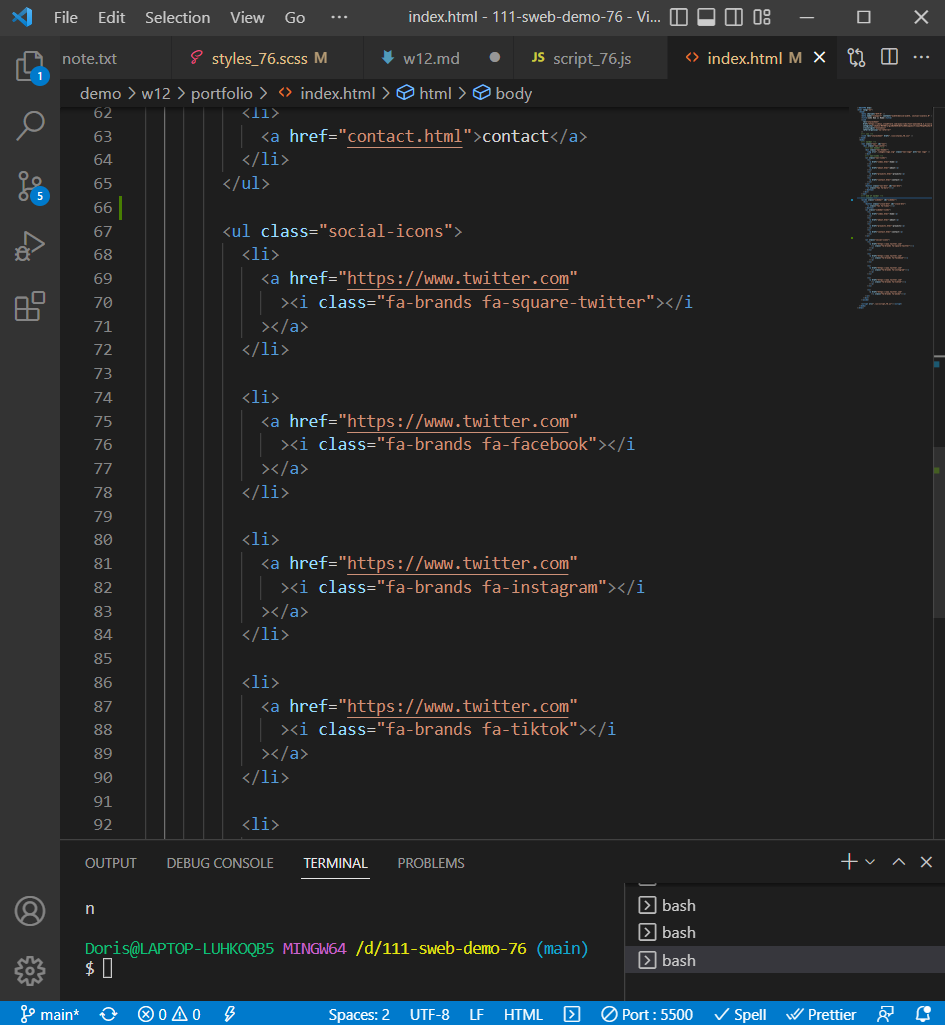 File Edit Selection View Go ··· index.html - 111-sweb-demo-76 - Vi...
note.txt styles_76.scss M w12.md JS script_76.js <> index.html M
demo > w12 > portfolio > <> index.html > html > body
62 <li>
63 <a href="contact.html">contact</a>
64 </li>
65 </ul>
66
67 <ul class="social-icons">
68 <li>
69 <a href="https://www.twitter.com"
70 ><i class="fa-brands fa-square-twitter"></i
71 ></a>
72 </li>
73
74 <li>
75 <a href="https://www.twitter.com"
76 ><i class="fa-brands fa-facebook"></i
77 ></a>
78 </li>
79
80 <li>
81 <a href="https://www.twitter.com"
82 ><i class="fa-brands fa-instagram"></i
83 ></a>
84 </li>
85
86 <li>
87 <a href="https://www.twitter.com"
88 ><i class="fa-brands fa-tiktok"></i
89 ></a>
90 </li>
91
92 <li>
1
5
OUTPUT DEBUG CONSOLE TERMINAL PROBLEMS
n
Doris@LAPTOP-LUHKOQB5 MINGW64 /d/111-sweb-demo-76 (main)
$
bash
bash
bash
main* 0 0 Spaces: 2 UTF-8 LF HTML Port : 5500 Spell Prettier